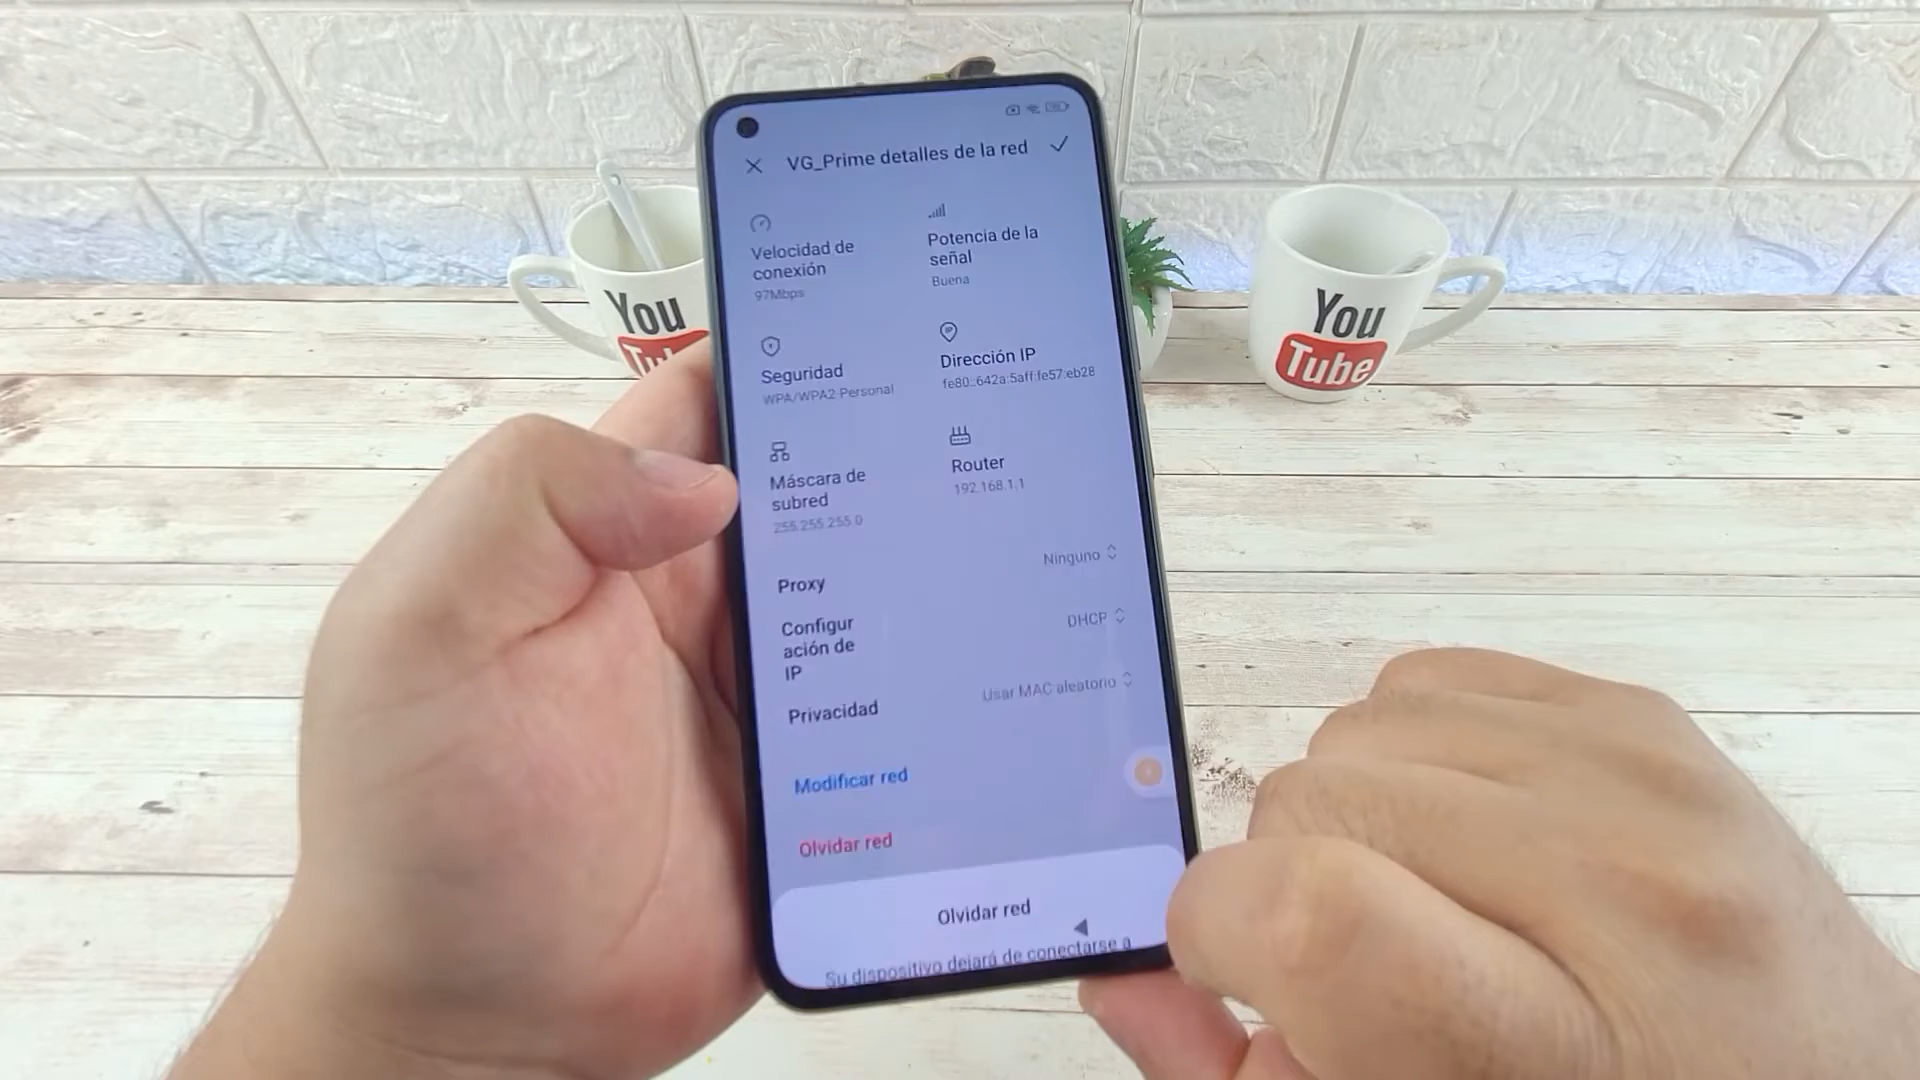 VG_Prime detalles de la red
Velocidad de
conexión
97Mbps
Potencia de la
señal
Buena
Seguridad
WPA/WPA2-Personal
Dirección IP
fe80::642a:5aff:fe57:eb28
Máscara de
subred
255.255.255.0
Router
192.168.1.1
Proxy
Ninguno
Configur
ación de
IP
DHCP
Privacidad
Usar MAC aleatorio
Modificar red
Olvidar red
Olvidar red
Su dispositivo dejará de conectarse a
You
Tube
You
Tube